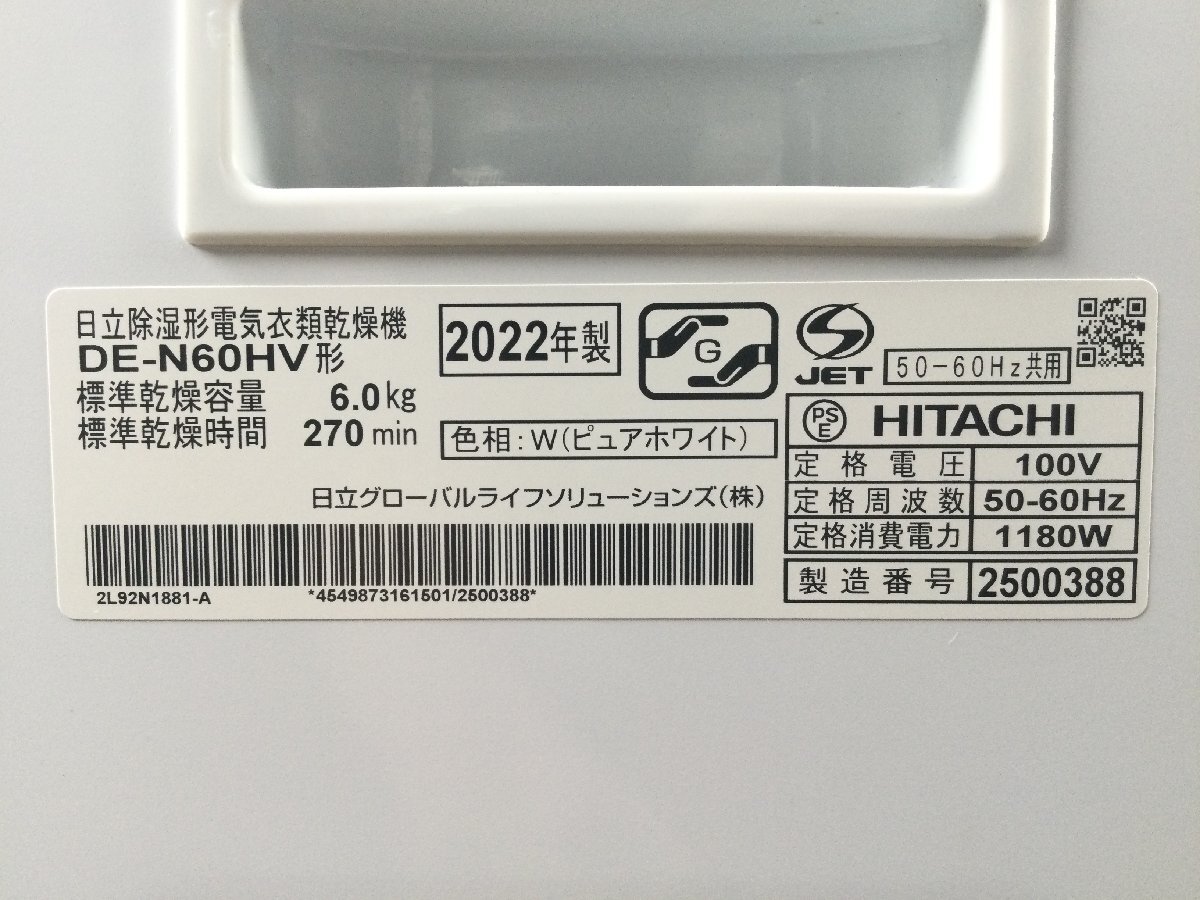 日立除湿形電気衣類乾燥機
DE-N60HV形
標準乾燥容量 6.0kg
標準乾燥時間 270 min
2022年製
G
色相:W(ピュアホワイト)
日立グローバルライフソリューションズ(株)
2L92N1881-A
*4549873161501/2500388*
S
JET
50-60Hz共用
PS
E
HITACHI
定格電圧 100V
定格周波数 50-60Hz
定格消費電力 1180W
製造番号 2500388